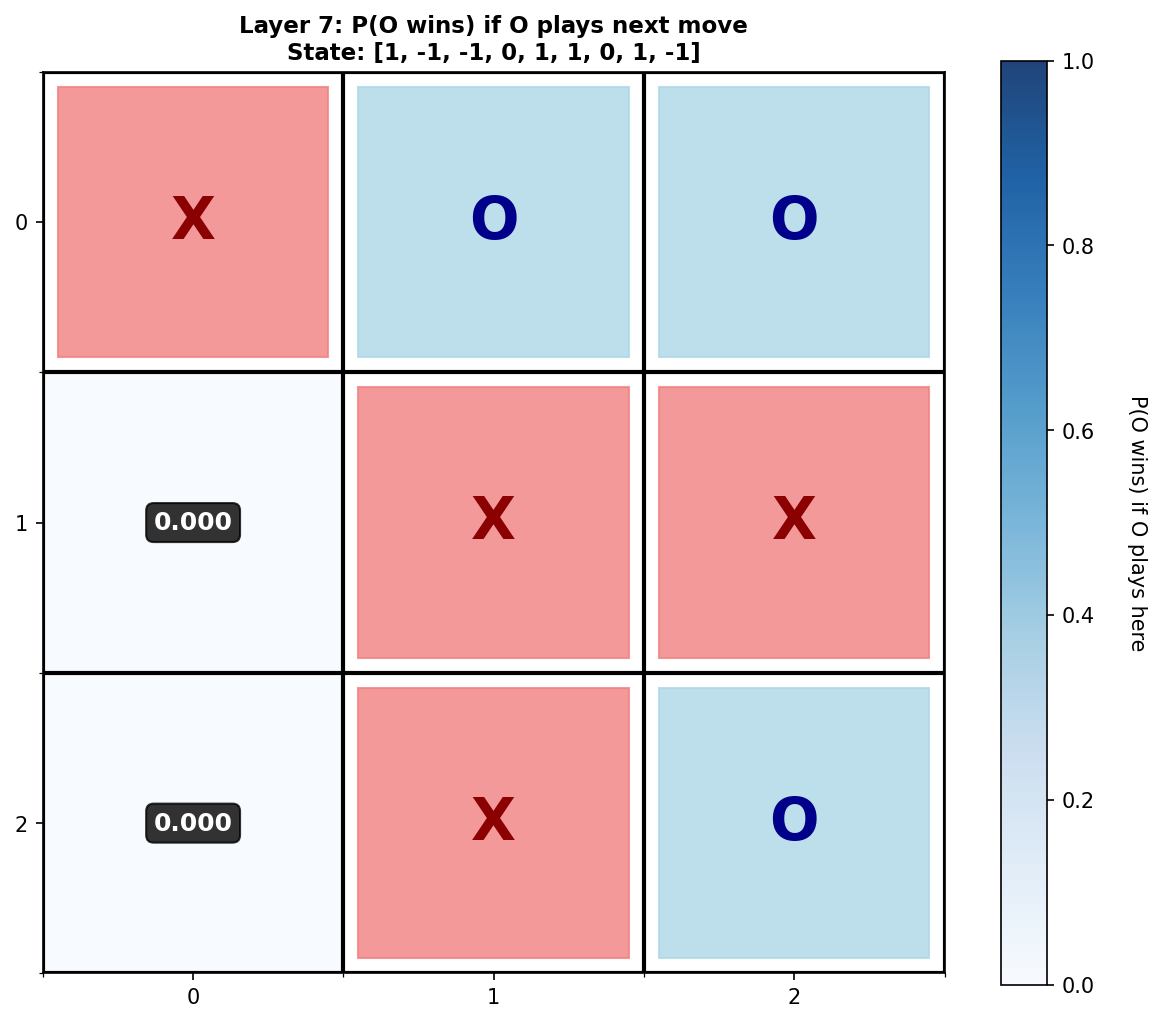 Layer 7: P(O wins) if O plays next move
State: [1, -1, -1, 0, 1, 1, 0, 1, -1]
0
X
O
O
1
0.000
X
X
2
0.000
X
O
0
1
2
1.0
0.8
0.6
0.4
0.2
0.0
P(O wins) if O plays here